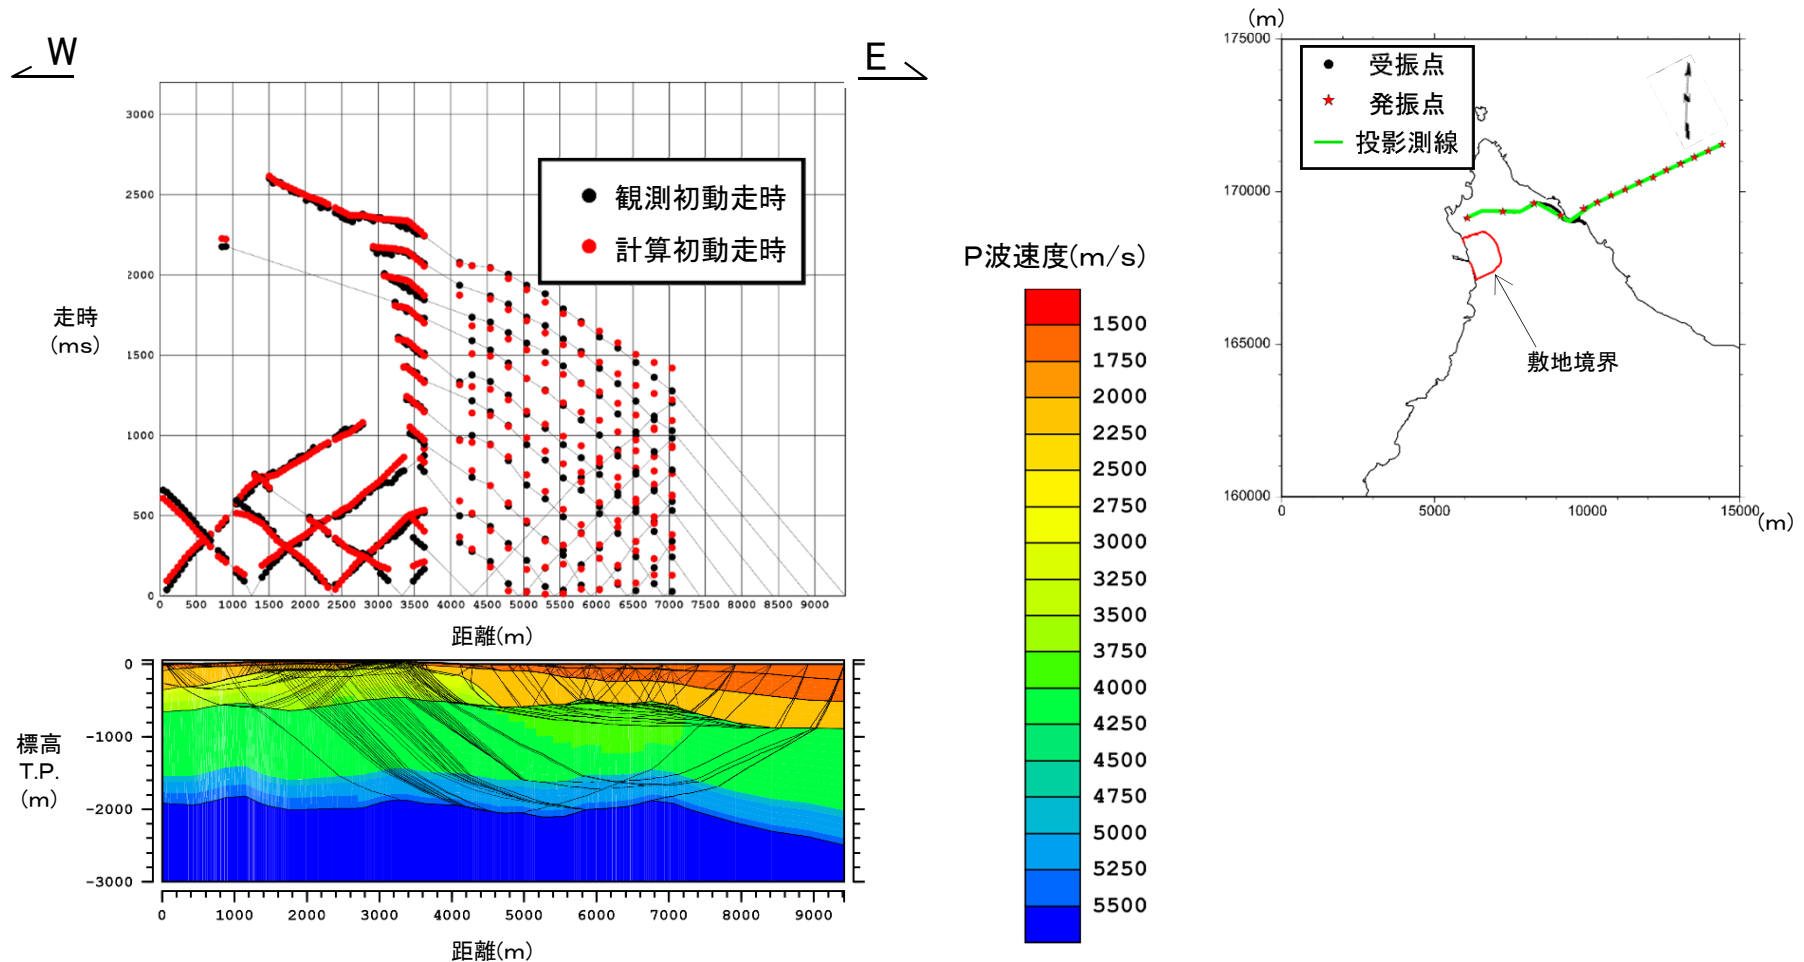 W
E
3000
2500
2000
1500
1000
500
0
走時
(ms)
観測初動走時
計算初動走時
0 500 1000 1500 2000 2500 3000 3500 4000 4500 5000 5500 6000 6500 7000 7500 8000 8500 9000
距離(m)
0
-1000
-2000
-3000
標高
T.P.
(m)
0 1000 2000 3000 4000 5000 6000 7000 8000 9000
距離(m)
P波速度(m/s)
1500
1750
2000
2250
2500
2750
3000
3250
3500
3750
4000
4250
4500
4750
5000
5250
5500
(m)
175000
170000
165000
160000
受振点
発振点
投影測線
敷地境界
0 5000 10000 15000 (m)